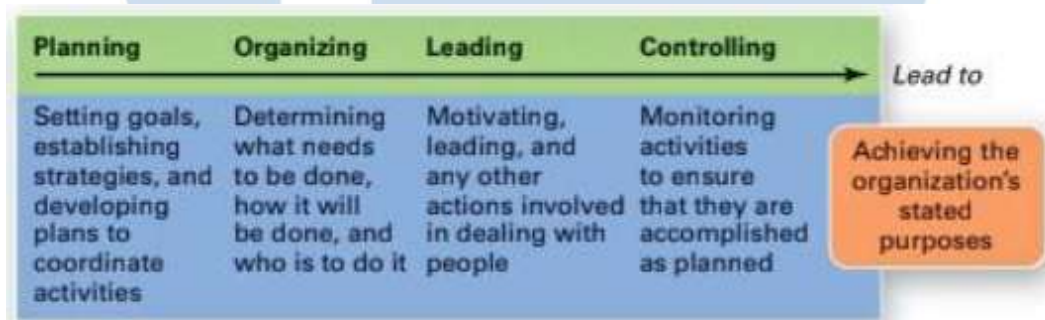 Planning
Organizing
Leading
Controlling
Lead to
Setting goals,
establishing
strategies, and
developing
plans to
coordinate
activities
Determining
what needs
to be done,
how it will
be done, and
who is to do it
Motivating,
leading, and
any other
actions involved
in dealing with
people
Monitoring
activities
to ensure
that they are
accomplished
as planned
Achieving the
organization's
stated
purposes